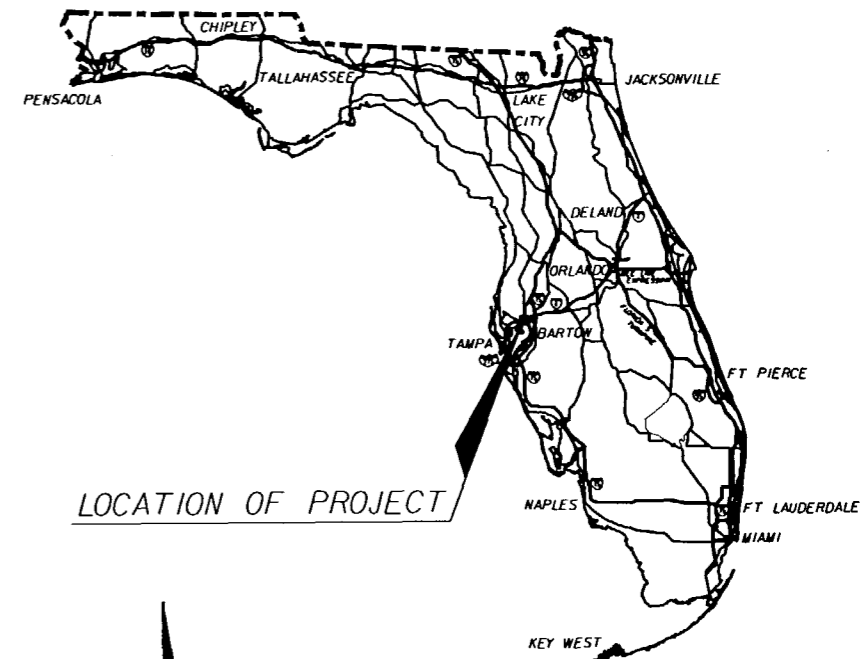 CHIPLEY
TALLAHASSEE
JACKSONVILLE
PENSACOLA
LAKE
CITY
DELAND
ORLANDO
TAMPA
BARTOW
FT PIERCE
LOCATION OF PROJECT
NAPLES
FT LAUDERDALE
MIAMI
KEY WEST